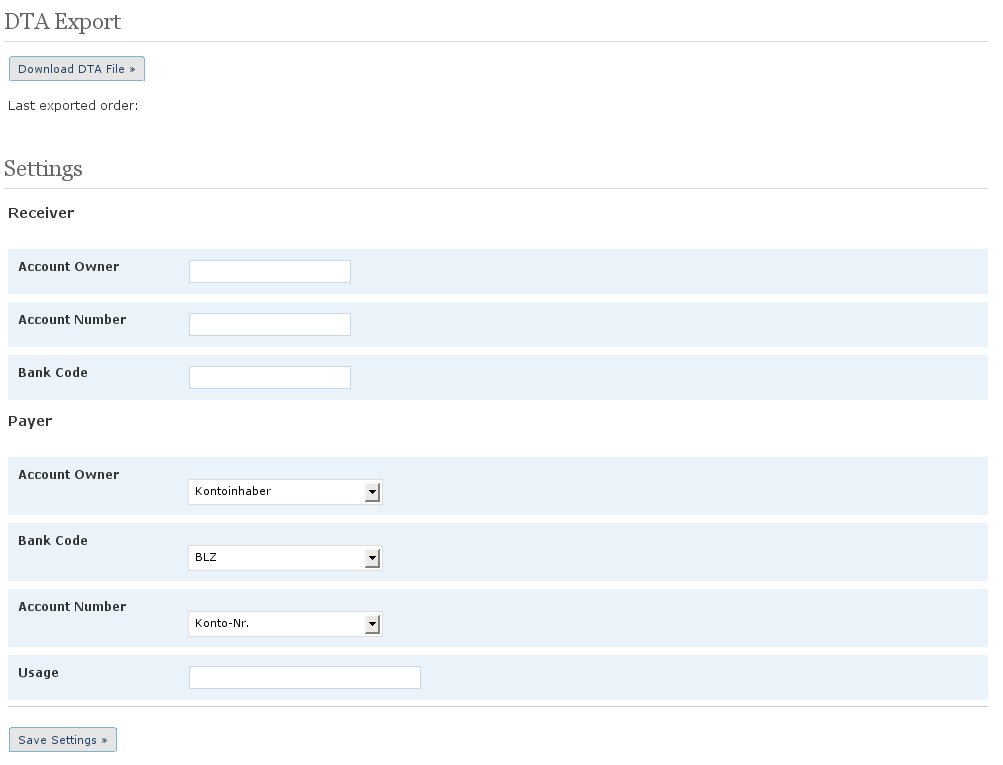 DTA Export
Download DTA File »
Last exported order:
Settings
Receiver
Account Owner
Account Number
Bank Code
Payer
Account Owner
Kontoinhaber
Bank Code
BLZ
Account Number
Konto-Nr.
Usage
Save Settings »